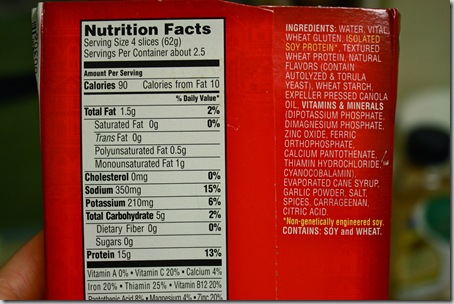 Nutrition Facts
Serving Size 4 slices (62g)
Servings Per Container about 2.5
Amount Per Serving
Calories 90 Calories from Fat 10
% Daily Value*
Total Fat 1.5g 2%
Saturated Fat 0g 0%
Trans Fat 0g
Polyunsaturated Fat 0.5g
Monounsaturated Fat 1g
Cholesterol 0mg 0%
Sodium 350mg 15%
Potassium 210mg 6%
Total Carbohydrate 5g 2%
Dietary Fiber 0g 0%
Sugars 0g
Protein 15g 13%
Vitamin A 0% • Vitamin C 20% • Calcium 4%
Iron 20% • Thiamin 25% • Vitamin B12 20%
Pantothenic Acid 8% • Magnesium 4% • Zinc 20%
INGREDIENTS: WATER, VITAL
WHEAT GLUTEN, ISOLATED
SOY PROTEIN*, TEXTURED
WHEAT PROTEIN, NATURAL
FLAVORS (CONTAIN
AUTOLYZED & TORULA
YEAST), WHEAT STARCH,
EXPELLER PRESSED CANOLA
OIL, VITAMINS & MINERALS
(DIPOTASSIUM PHOSPHATE,
DIMAGNESIUM PHOSPHATE,
ZINC OXIDE, FERRIC
ORTHOPHOSPHATE,
CALCIUM PANTOTHENATE,
THIAMIN HYDROCHLORIDE,
CYANOCOBALAMIN),
EVAPORATED CANE SYRUP,
GARLIC POWDER, SALT,
SPICES, CARRAGEENAN,
CITRIC ACID.
*Non-genetically engineered soy.
CONTAINS: SOY and WHEAT.